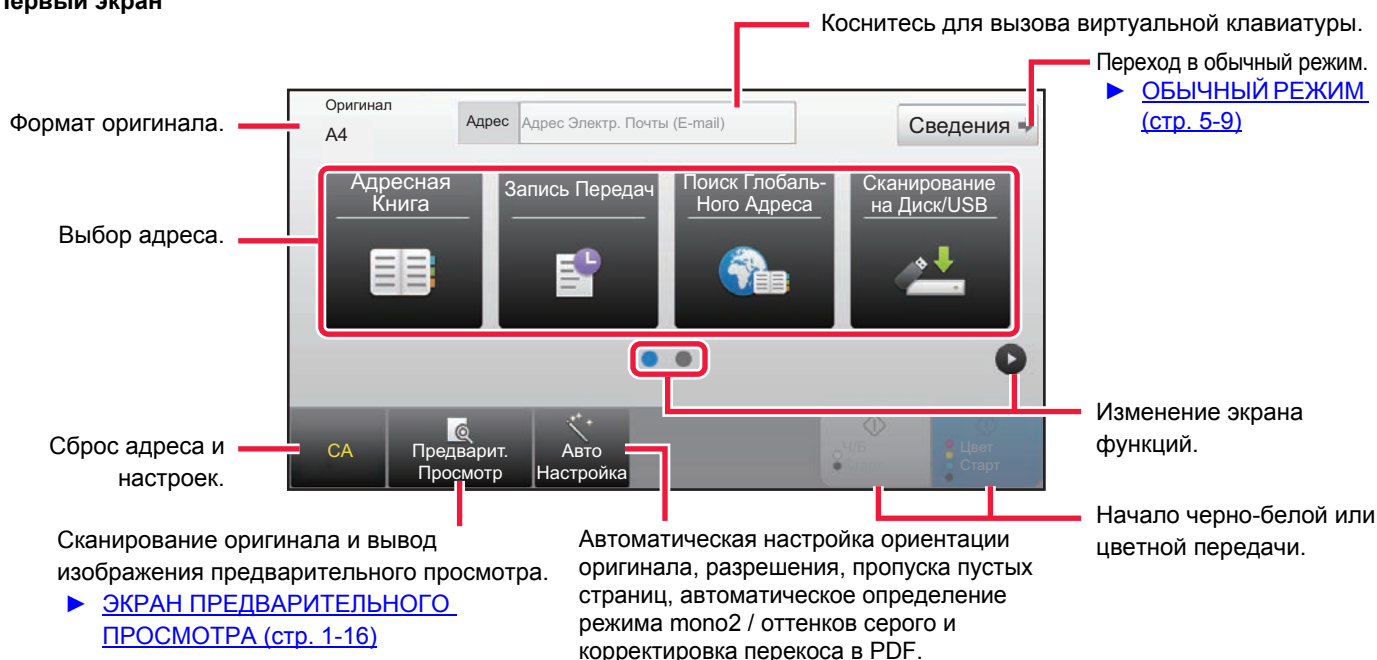 Первый экран
Коснитесь для вызова виртуальной клавиатуры.
Переход в обычный режим.
► ОБЫЧНЫЙ РЕЖИМ
(стр. 5-9)
Формат оригинала.
Оригинал
A4
Адрес
Адрес Электр. Почты (E-mail)
Сведения
Выбор адреса.
Адресная
Книга
Запись Передач
Поиск Глобаль-
Ного Адреса
Сканирование
на Диск/USB
Изменение экрана
функций.
Сброс адреса и
настроек.
CA
Предварит.
Просмотр
Авто
Настройка
Ч/Б
Цвет
Старт
Начало черно-белой или
цветной передачи.
Сканирование оригинала и вывод
изображения предварительного просмотра.
► ЭКРАН ПРЕДВАРИТЕЛЬНОГО
ПРОСМОТРА (стр. 1-16)
Автоматическая настройка ориентации
оригинала, разрешения, пропуска пустых
страниц, автоматическое определение
режима mono2 / оттенков серого и
корректировка перекоса в PDF.